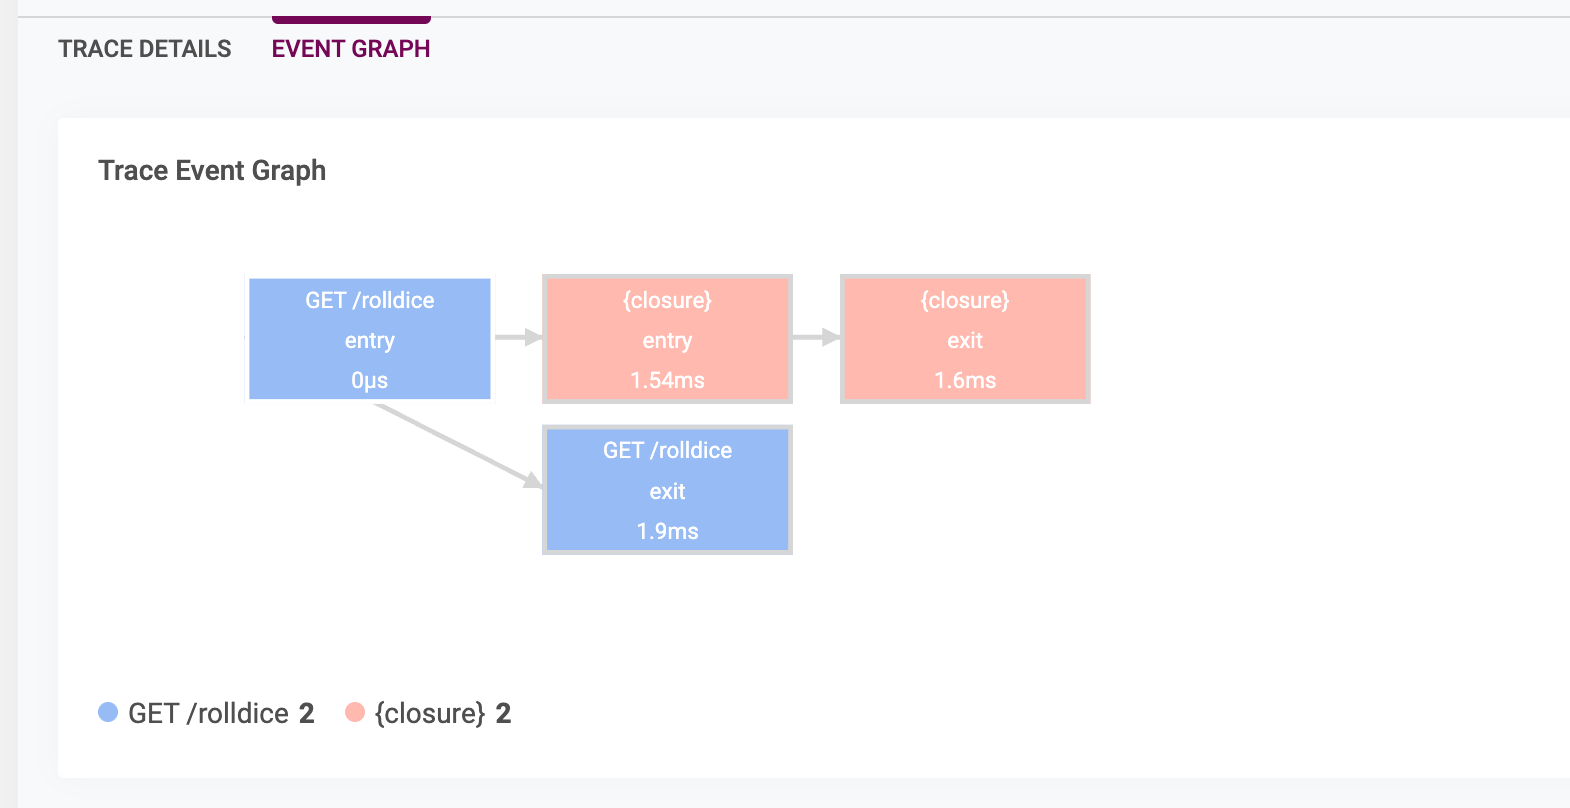 TRACE DETAILS
EVENT GRAPH
Trace Event Graph
GET /rolldice
entry
0µs
{closure}
entry
1.54ms
{closure}
exit
1.6ms
GET /rolldice
exit
1.9ms
GET /rolldice 2
{closure} 2